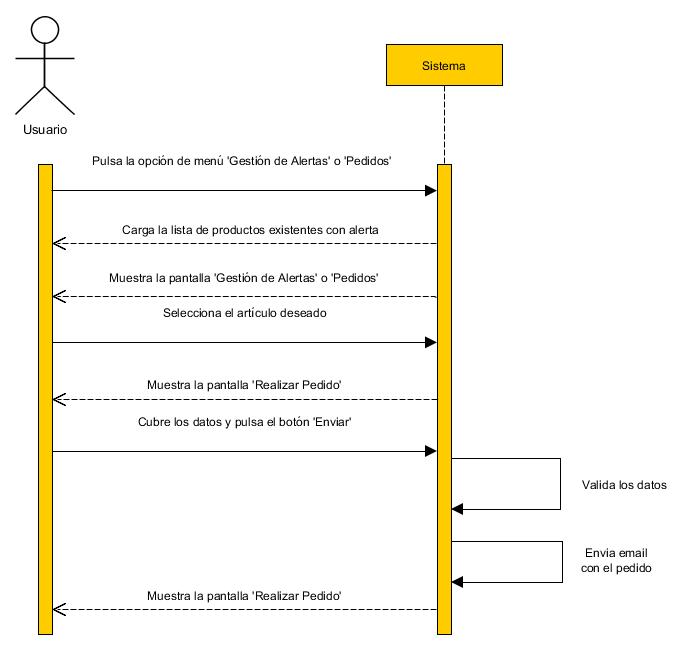 Sistema
Usuario
Pulsa la opción de menú 'Gestión de Alertas' o 'Pedidos'
Carga la lista de productos existentes con alerta
Muestra la pantalla 'Gestión de Alertas' o 'Pedidos'
Selecciona el artículo deseado
Muestra la pantalla 'Realizar Pedido'
Cubre los datos y pulsa el botón 'Enviar'
Valida los datos
Envia email
con el pedido
Muestra la pantalla 'Realizar Pedido'